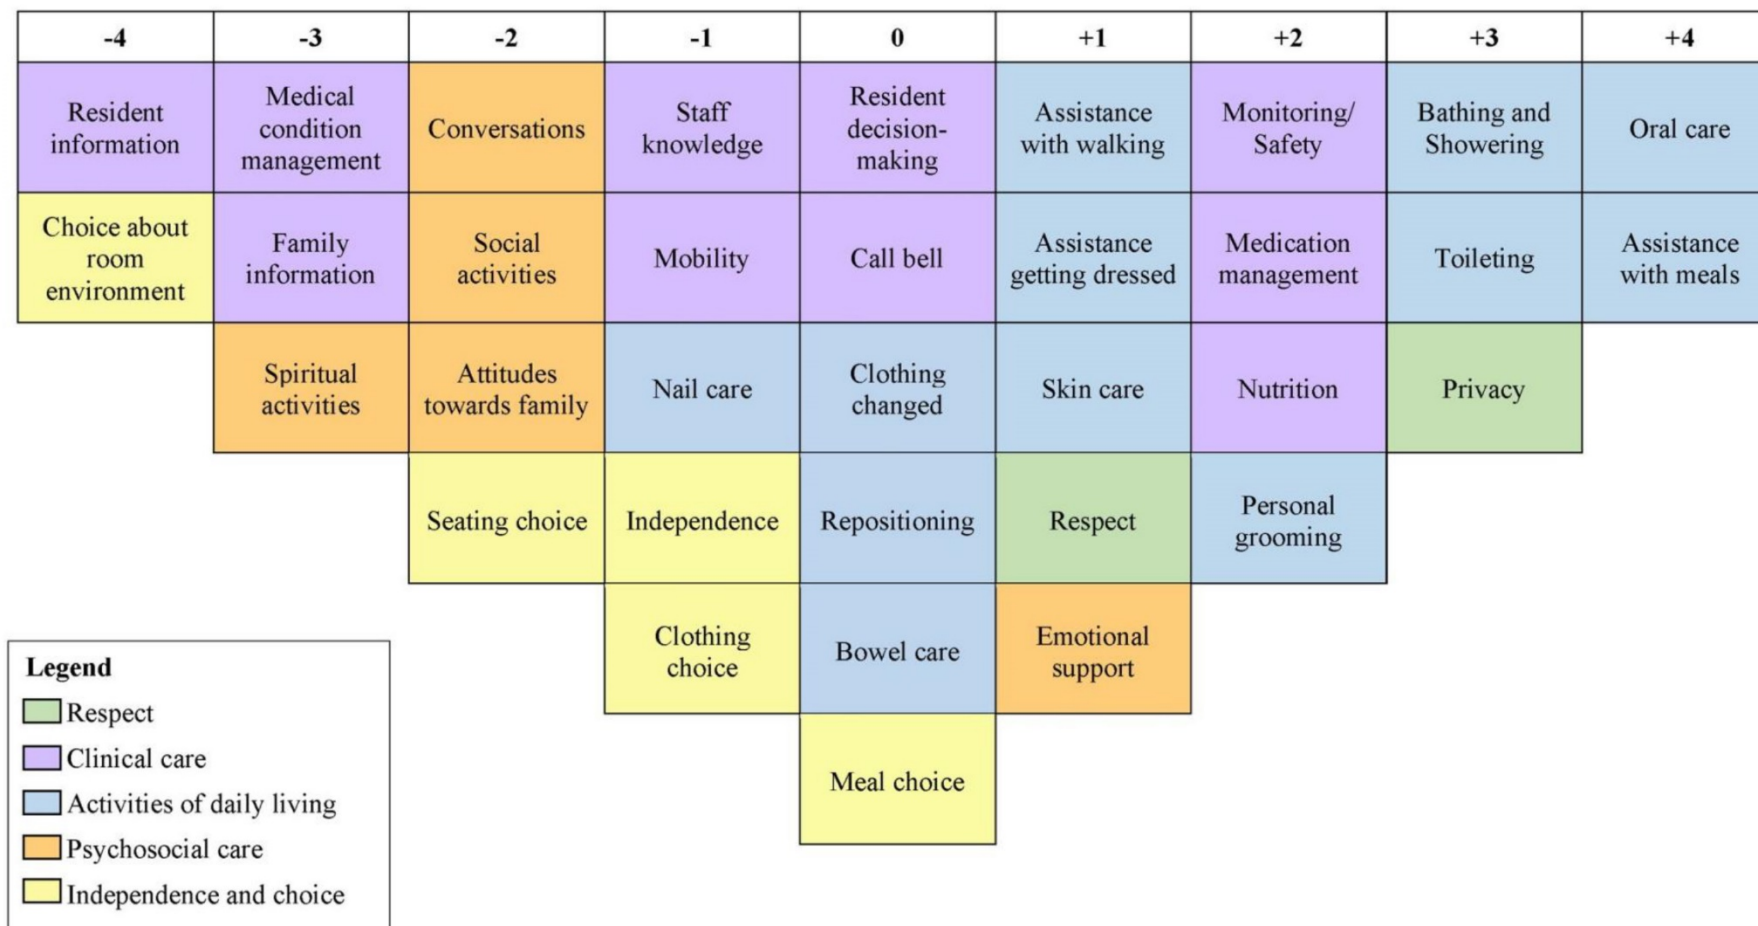 -4 -3 -2 -1 0 +1 +2 +3 +4
Resident
information
Medical
condition
management
Conversations
Staff
knowledge
Resident
decision-
making
Assistance
with walking
Monitoring/
Safety
Bathing and
Showering
Oral care
Choice about
room
environment
Family
information
Social
activities
Mobility
Call bell
Assistance
getting dressed
Medication
management
Toileting
Assistance
with meals
Spiritual
activities
Attitudes
towards family
Nail care
Clothing
changed
Skin care
Nutrition
Privacy
Seating choice
Independence
Repositioning
Respect
Personal
grooming
Clothing
choice
Bowel care
Emotional
support
Meal choice
Legend
Respect
Clinical care
Activities of daily living
Psychosocial care
Independence and choice